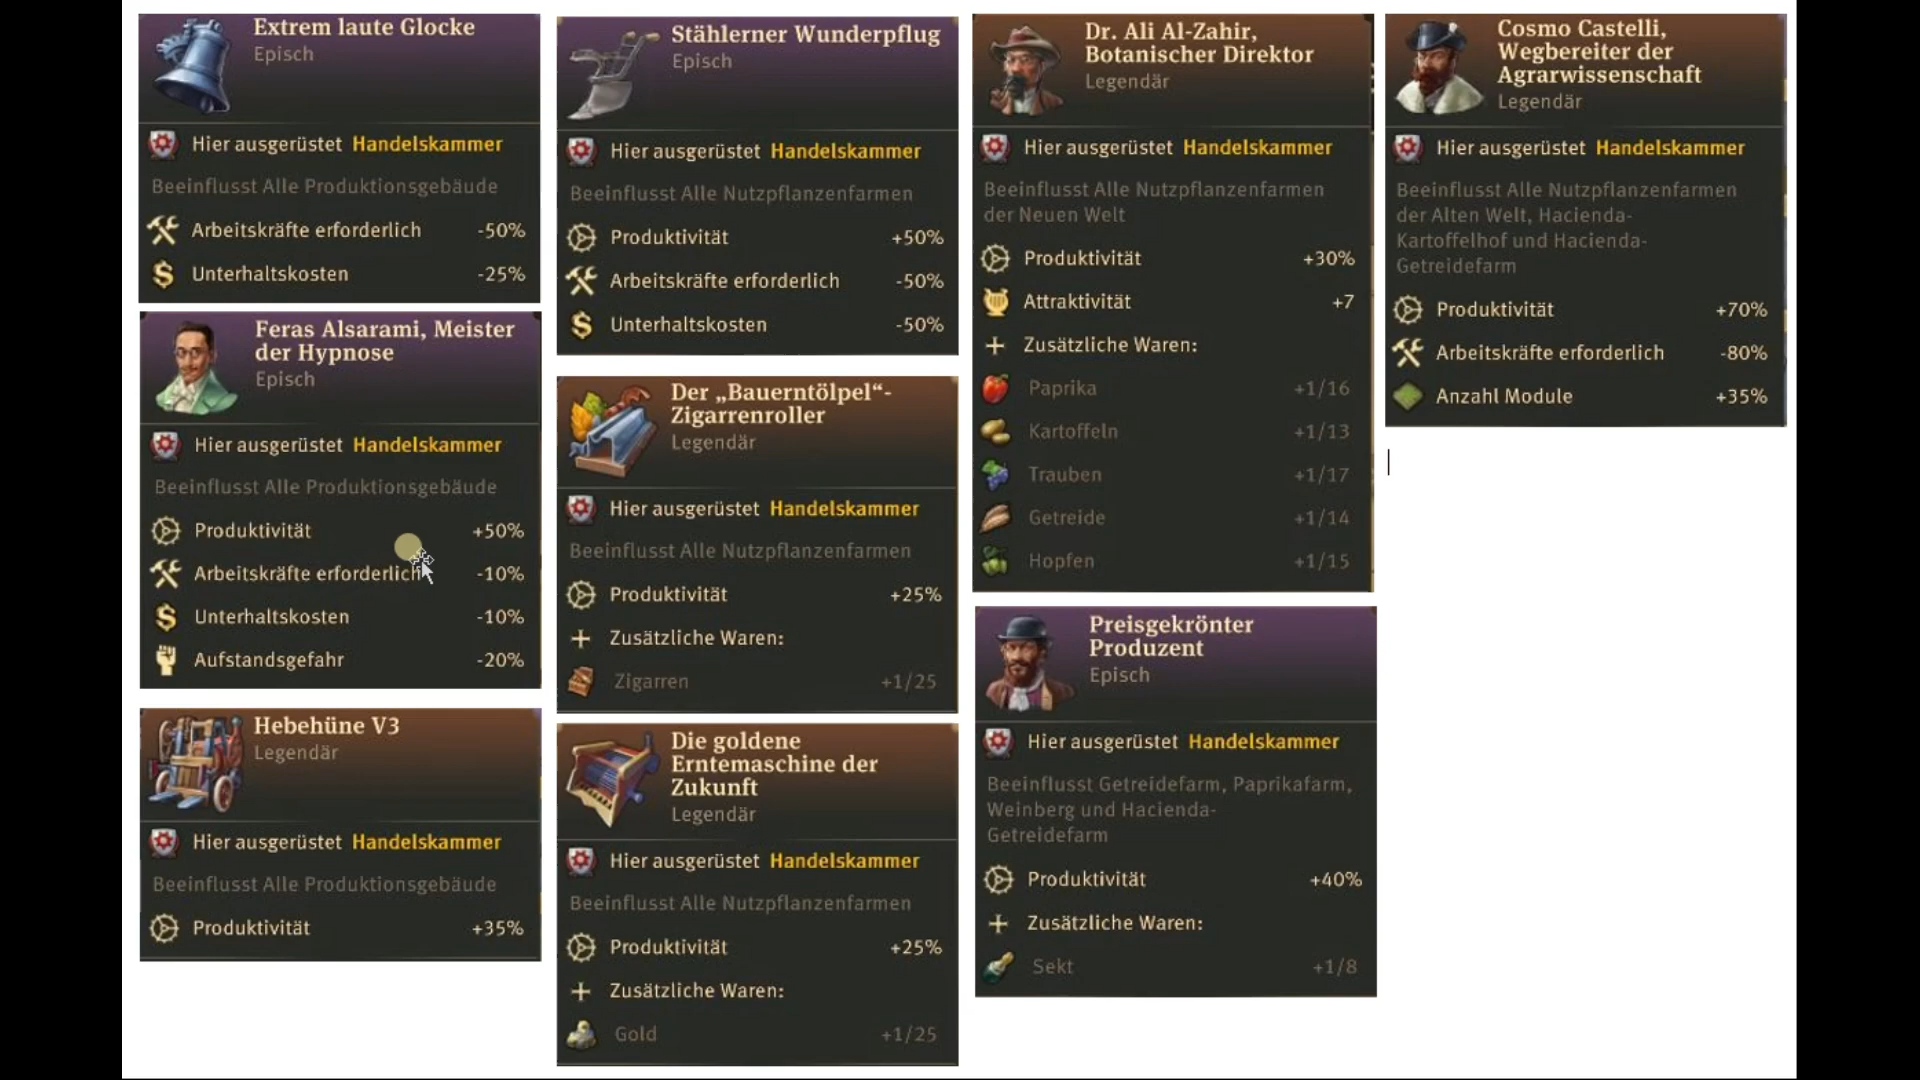 Extrem laute Glocke
Episch
Hier ausgerüstet Handelskammer
Beeinflusst Alle Produktionsgebäude
Arbeitskräfte erforderlich -50%
Unterhaltskosten -25%
Feras Alsarami, Meister
der Hypnose
Episch
Hier ausgerüstet Handelskammer
Beeinflusst Alle Produktionsgebäude
Produktivität +50%
Arbeitskräfte erforderlich -10%
Unterhaltskosten -10%
Aufstandsgefahr -20%
Hebehüne V3
Legendär
Hier ausgerüstet Handelskammer
Beeinflusst Alle Produktionsgebäude
Produktivität +35%
Stählerner Wunderpflug
Episch
Hier ausgerüstet Handelskammer
Beeinflusst Alle Nutzpflanzenfarmen
Produktivität +50%
Arbeitskräfte erforderlich -50%
Unterhaltskosten -50%
Der „Bauerntölpel“-
Zigarrenroller
Legendär
Hier ausgerüstet Handelskammer
Beeinflusst Alle Nutzpflanzenfarmen
Produktivität +25%
Zusätzliche Waren:
Zigarren +1/25
Die goldene
Erntemaschine der
Zukunft
Legendär
Hier ausgerüstet Handelskammer
Beeinflusst Alle Nutzpflanzenfarmen
Produktivität +25%
Zusätzliche Waren:
Gold +1/25
Dr. Ali Al-Zahir,
Botanischer Direktor
Legendär
Hier ausgerüstet Handelskammer
Beeinflusst Alle Nutzpflanzenfarmen
der Neuen Welt
Produktivität +30%
Attraktivität +7
Zusätzliche Waren:
Paprika +1/16
Kartoffeln +1/13
Trauben +1/17
Getreide +1/14
Hopfen +1/15
Preisgekrönter
Produzent
Episch
Hier ausgerüstet Handelskammer
Beeinflusst Getreidefarm, Paprikafarm,
Weinberg und Hacienda-
Getreidefarm
Produktivität +40%
Zusätzliche Waren:
Sekt +1/8
Cosmo Castelli,
Wegbereiter der
Agrarwissenschaft
Legendär
Hier ausgerüstet Handelskammer
Beeinflusst Alle Nutzpflanzenfarmen
der Alten Welt, Hacienda-
Kartoffelhof und Hacienda-
Getreidefarm
Produktivität +70%
Arbeitskräfte erforderlich -80%
Anzahl Module +35%